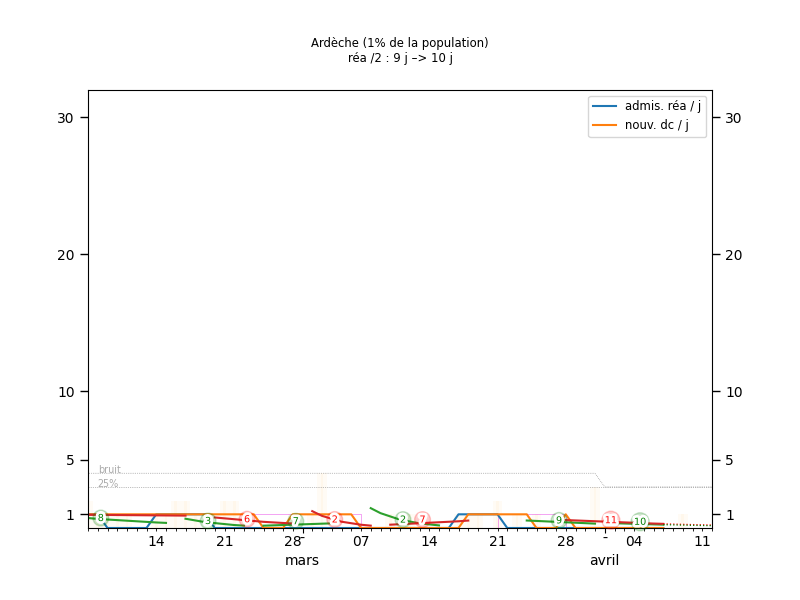 Ardèche (1% de la population)
réa /2 : 9 j –> 10 j
admis. réa / j
nouv. dc / j
30 30
20 20
10 10
5 5
bruit
25%
1 1
8 3 6 7 2 2 7 9 11 10
14 21 28 07 14 21 28 04 11
mars avril